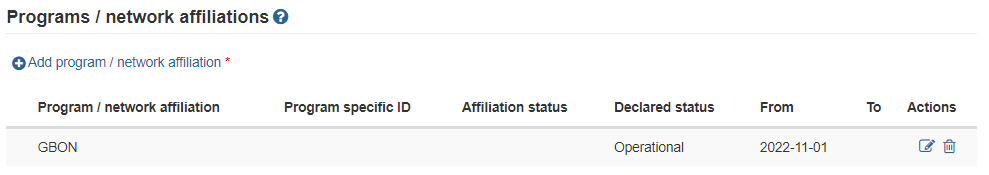 Programs / network affiliations ?
Add program / network affiliation *
Program / network affiliation Program specific ID Affiliation status Declared status From To Actions
GBON Operational 2022-11-01